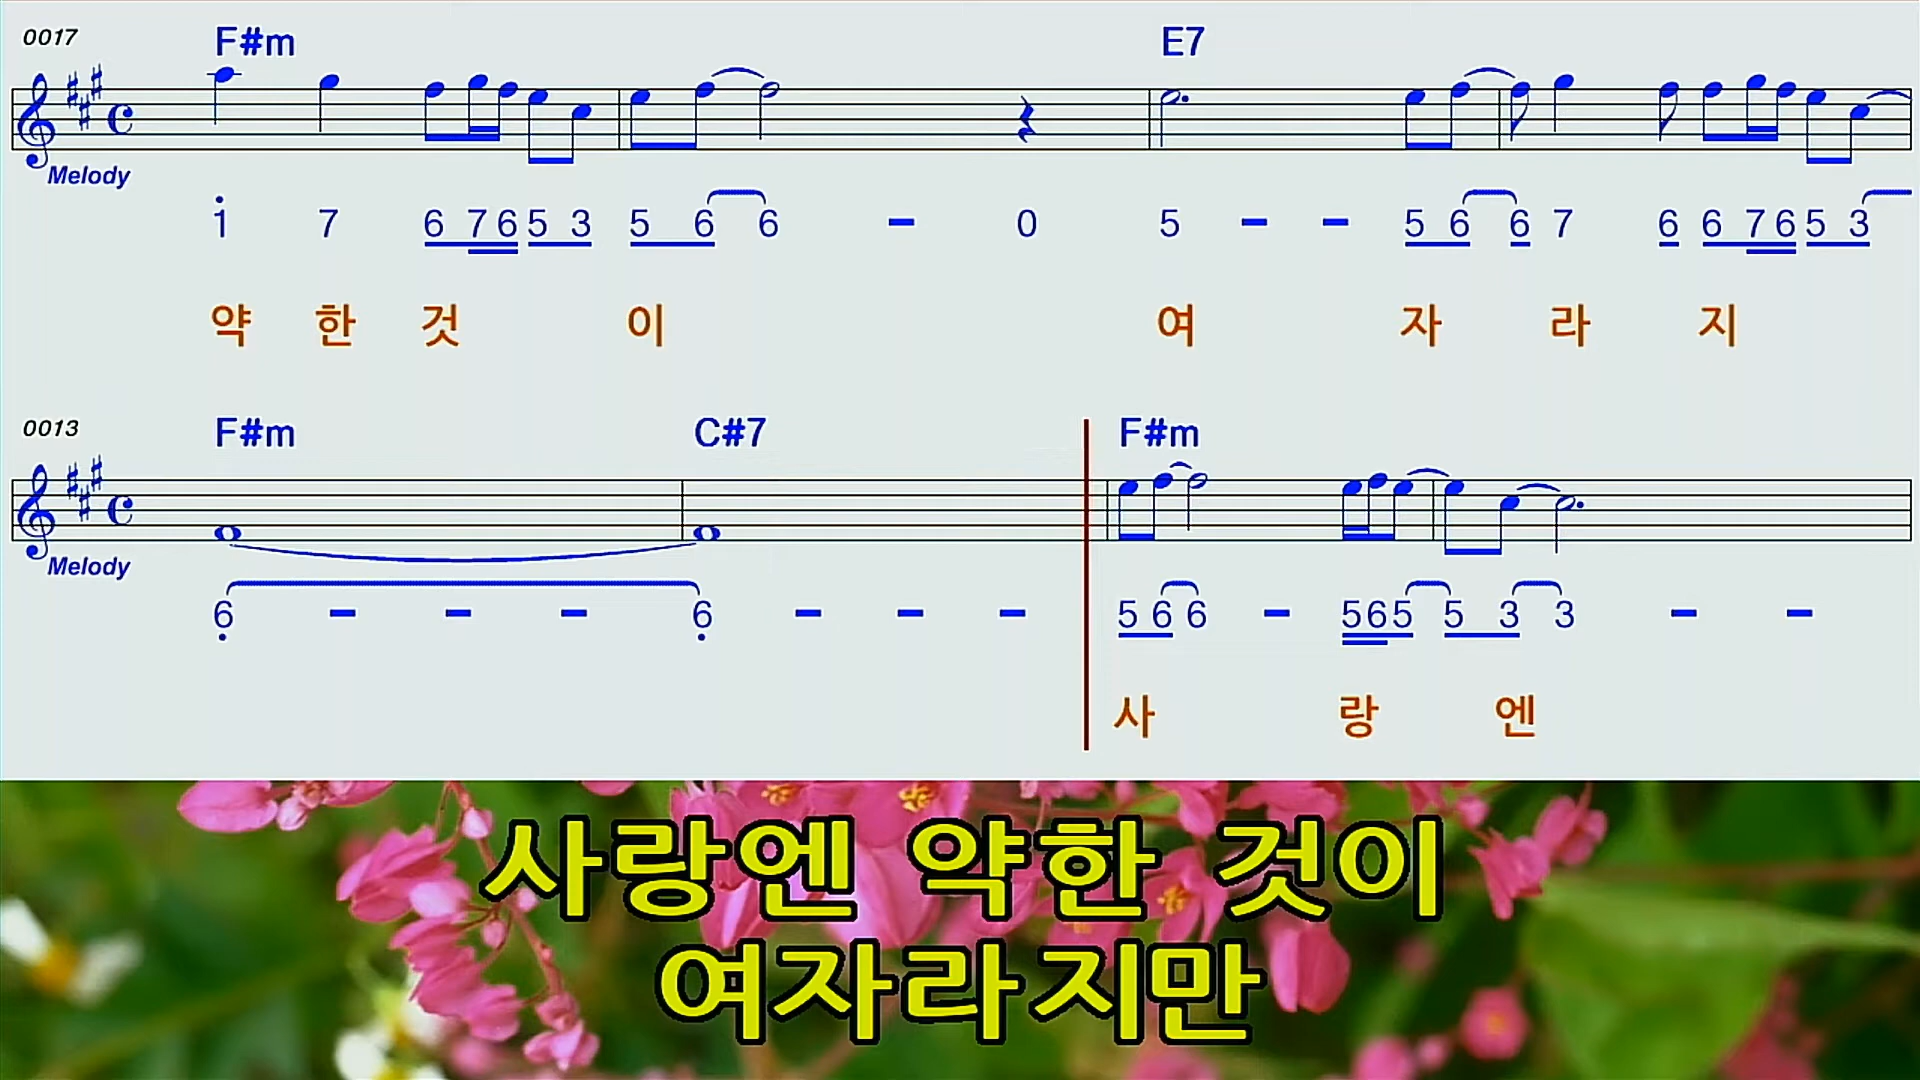 0017 F#m E7
Melody
1 7 6 7 6 5 3 5 6 6 - 0 5 - - 5 6 6 7 6 6 7 6 5 3
약 한 것 이 여 자 라 지
0013 F#m C#7 F#m
Melody
6 - - - 6 - - - 5 6 6 - 5 6 5 5 3 3 - -
사 랑 엔
사랑엔 약한 것이
여자라지만